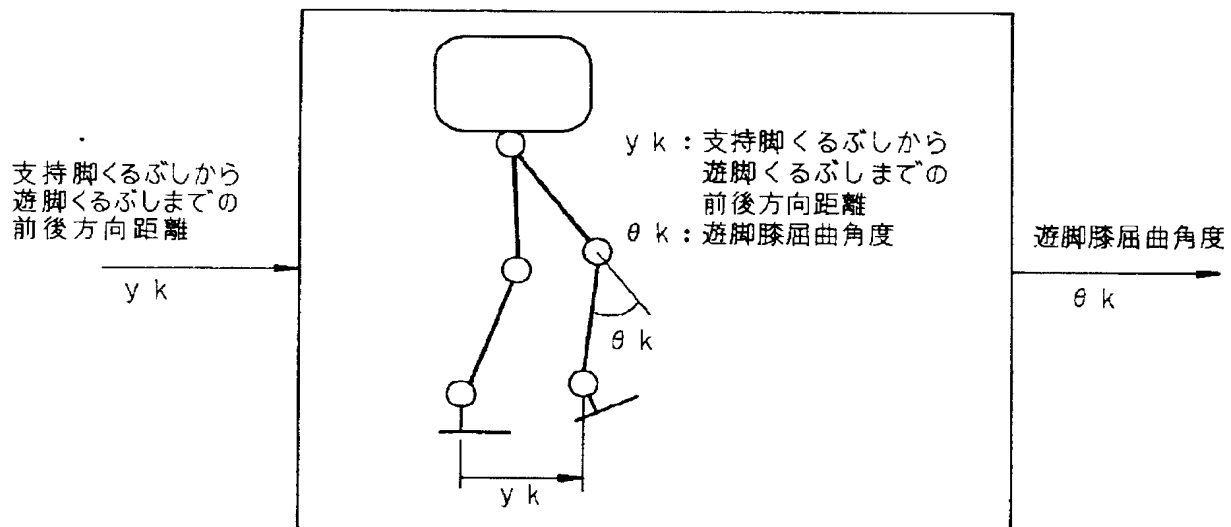 支持脚くるぶしから
遊脚くるぶしまでの
前後方向距離
y k
y k : 支持脚くるぶしから
遊脚くるぶしまでの
前後方向距離
θ k : 遊脚膝屈曲角度
θ k
y k
遊脚膝屈曲角度
θ k